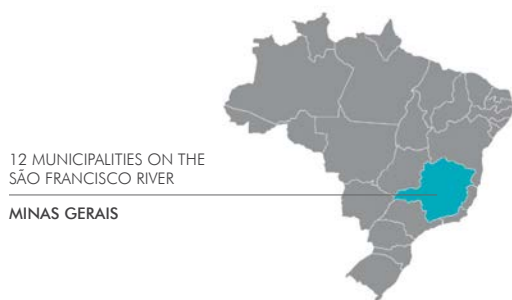 12 MUNICIPALITIES ON THE
SÃO FRANCISCO RIVER
MINAS GERAIS